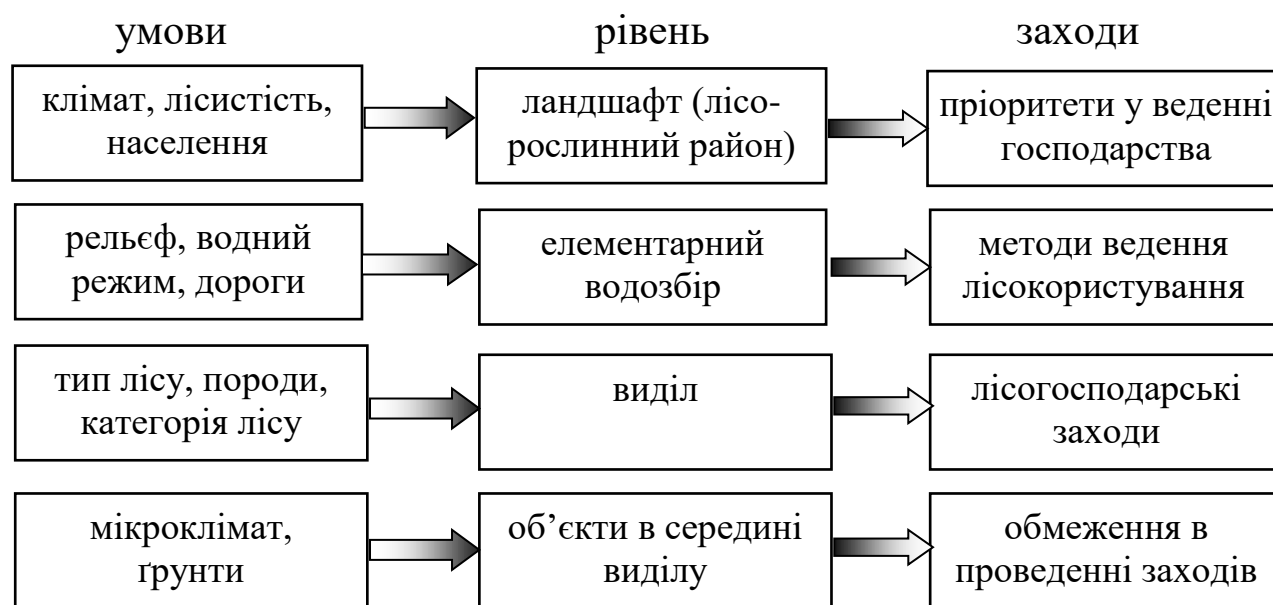 умови
рівень
заходи
клімат, лісистість,
населення
ландшафт (лісо-
рослинний район)
пріоритети у веденні
господарства
рельєф, водний
режим, дороги
елементарний
водозбір
методи ведення
лісокористування
тип лісу, породи,
категорія лісу
виділ
лісогосподарські
заходи
мікроклімат,
ґрунти
об’єкти в середині
виділу
обмеження в
проведенні заходів